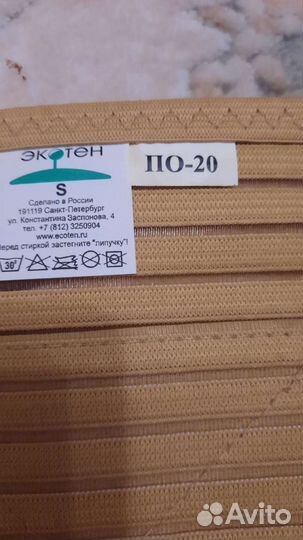 ЭКОТЕН
S
Сделано в России
191119 Санкт-Петербург
ул. Константина Заслонова, 4
тел. +7 (812) 3250904
www.ecoten.ru
Перед стиркой застегните "липучку"!
30°
ПО-20
Avito